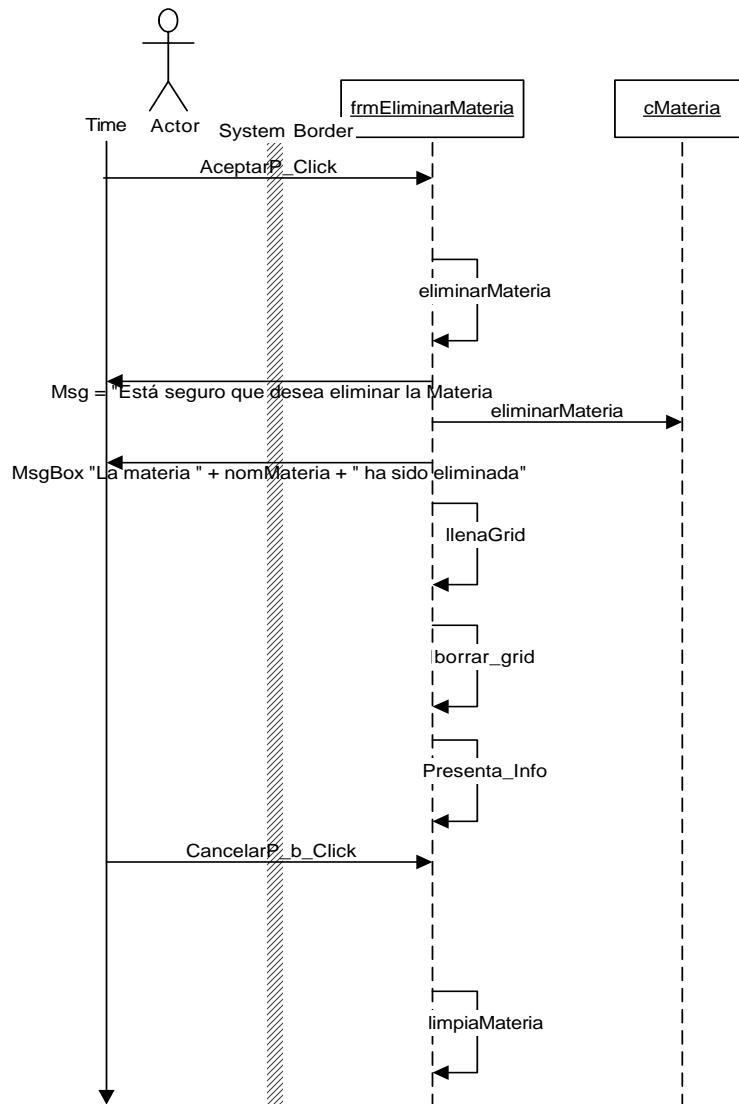 frmEliminarMateria
cMateria
Time
Actor
System Border
AceptarP_Click
eliminarMateria
Msg = "Está seguro que desea eliminar la Materia
eliminarMateria
MsgBox "La materia " + nomMateria + " ha sido eliminada"
llenaGrid
borrar_grid
Presenta_Info
CancelarP_b_Click
limpiaMateria